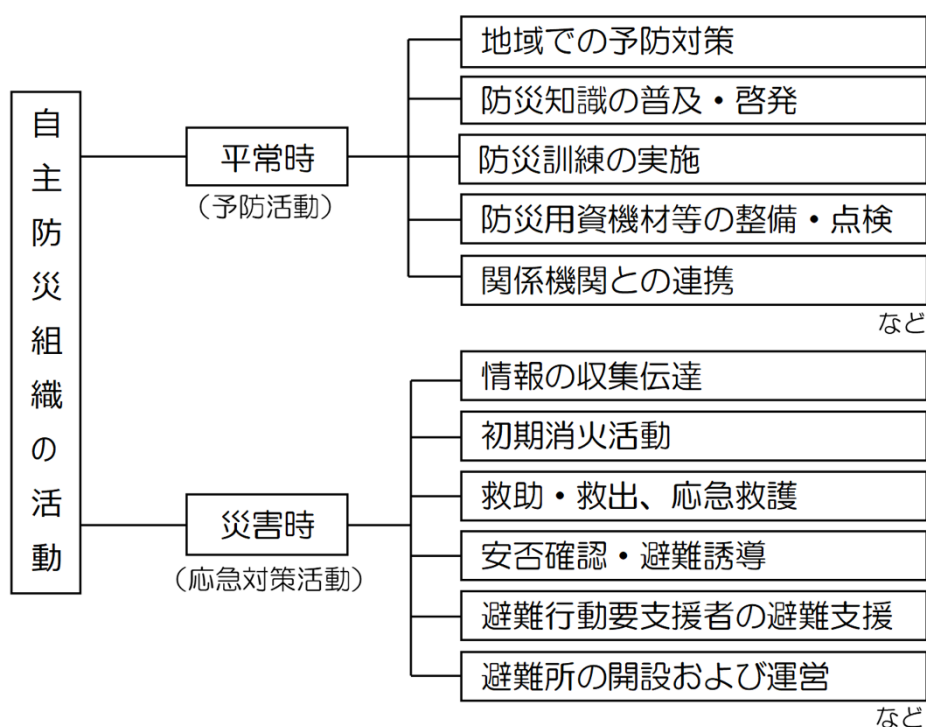 自主防災組織の活動
平常時
(予防活動)
地域での予防対策
防災知識の普及・啓発
防災訓練の実施
防災用資機材等の整備・点検
関係機関との連携
など
災害時
(応急対策活動)
情報の収集伝達
初期消火活動
救助・救出、応急救護
安否確認・避難誘導
避難行動要支援者の避難支援
避難所の開設および運営
など